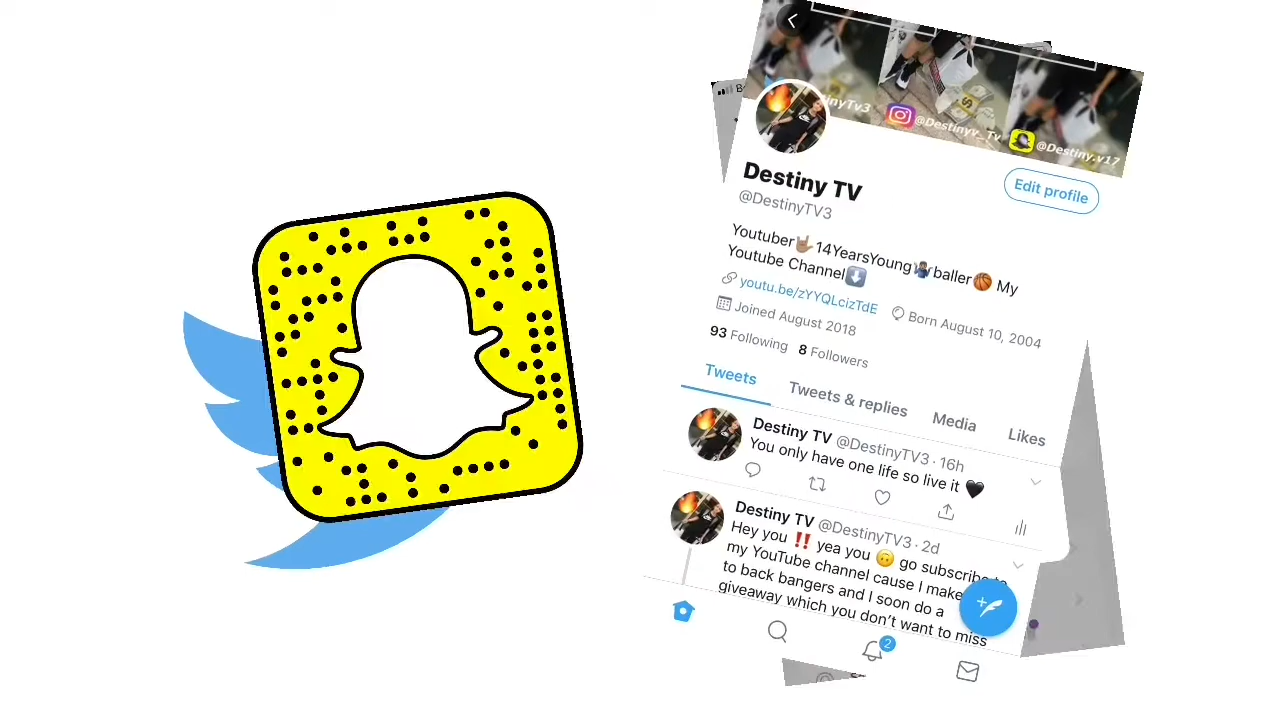 inyTv3
@Destinyv_Tv
@Destiny.v17
Destiny TV
Edit profile
@DestinyTV3
Youtuber🤘🏽14YearsYoung🤷🏽‍♂️baller🏀 My
Youtube Channel⬇️
youtu.be/zYYQLcizTdE
Born August 10, 2004
Joined August 2018
93 Following 8 Followers
Tweets
Tweets & replies
Media
Likes
Destiny TV @DestinyTV3 · 16h
You only have one life so live it 🖤
Destiny TV @DestinyTV3 · 2d
Hey you ‼️ yea you 🙃 go subscribe to
my YouTube channel cause I make
to back bangers and I soon do a
giveaway which you don't want to miss
2